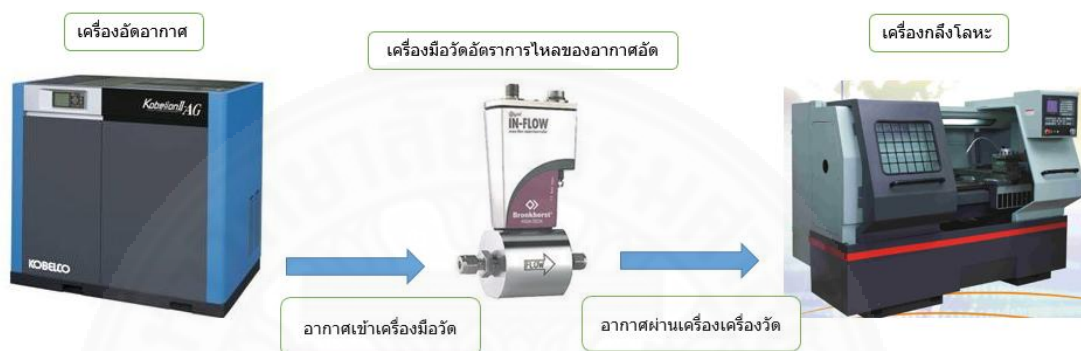 เครื่องอัดอากาศ
เครื่องมือวัดอัตราการไหลของอากาศอัด
เครื่องกลึงโลหะ
KobelionII-AG
KOBELCO
IN-FLOW
Bronkhorst
HIGH-TECH
FLOW
อากาศเข้าเครื่องมือวัด
อากาศผ่านเครื่องเครื่องวัด